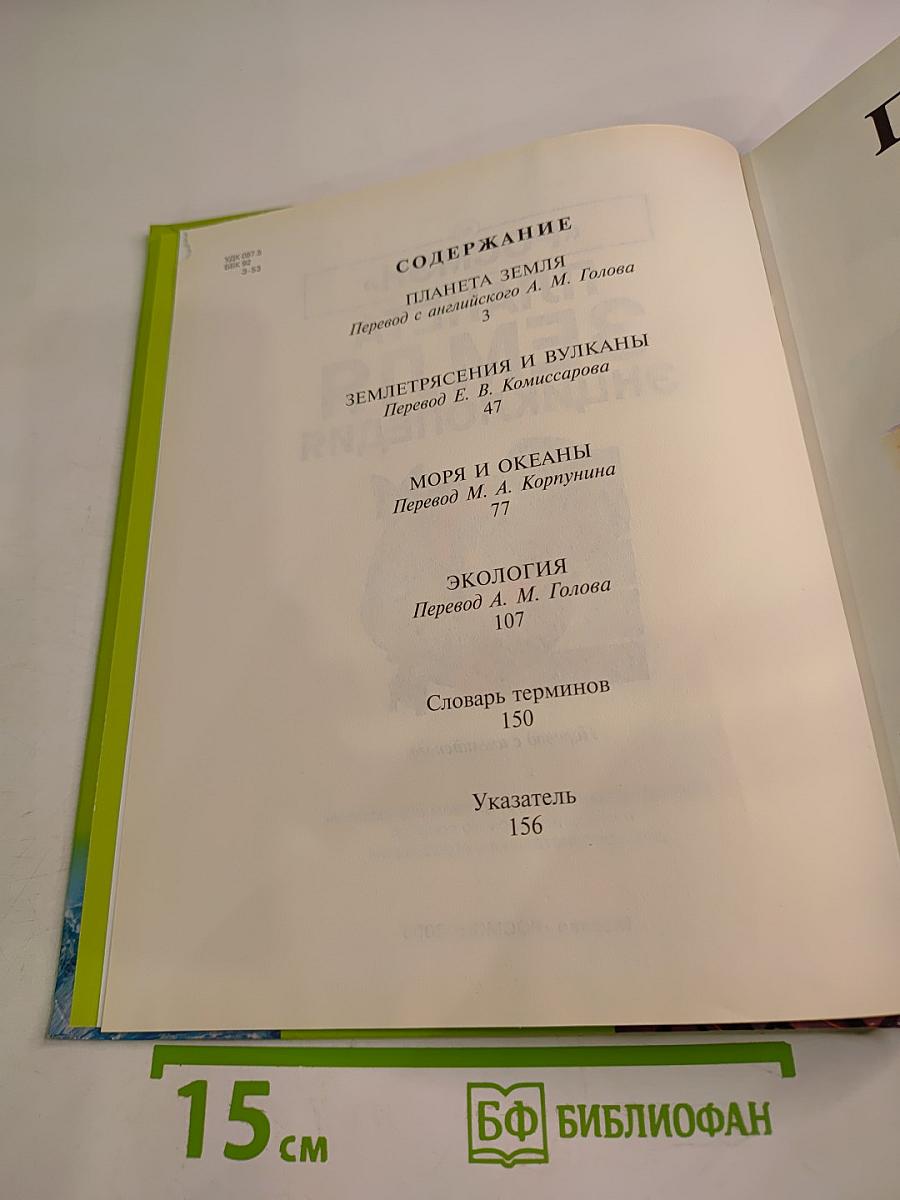 УДК 087.5
ББК 92
Э-53
СОДЕРЖАНИЕ
ПЛАНЕТА ЗЕМЛЯ
Перевод с английского А. М. Голова
3
ЗЕМЛЕТРЯСЕНИЯ И ВУЛКАНЫ
Перевод Е. В. Комиссарова
47
МОРЯ И ОКЕАНЫ
Перевод М. А. Корпунина
77
ЭКОЛОГИЯ
Перевод А. М. Голова
107
Словарь терминов
150
Указатель
156
15 см
БФ БИБЛИОФАН